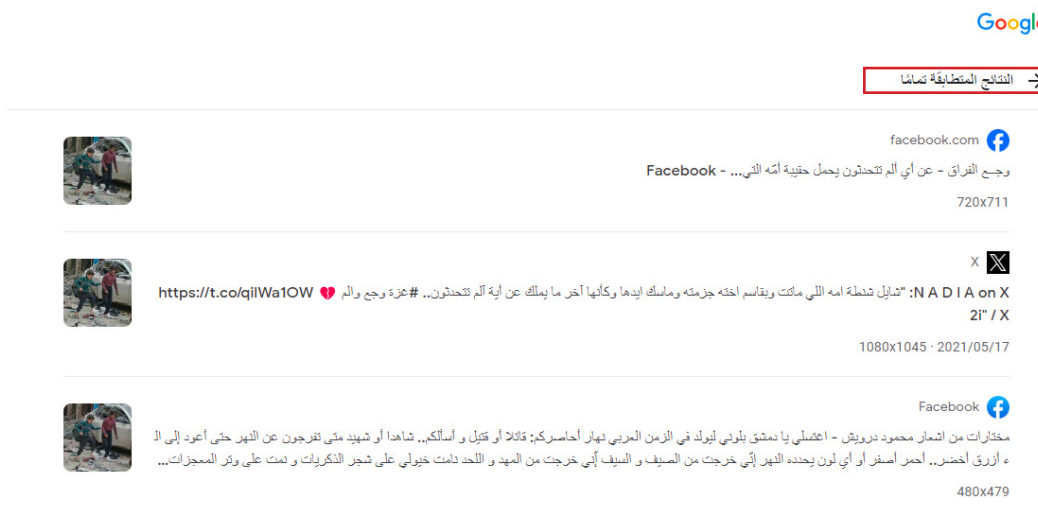 Google
النتائج المتطابقة تمامًا
facebook.com
وجـع الفراق - عن أي ألم تتحدثون يحمل حقيبة أمّه التي... - Facebook
720x711
X
N A D I A on X: "شايل شنطة امه اللي ماتت وبقاسم اخته جزمته وماسك ايدها وكأنها آخر ما يملك عن أية ألم تتحدثون.. #غزة وجع والم 💔 https://t.co/qilWa1OW
2i" / X
1080x1045 · 2021/05/17
Facebook
مختارات من اشعار محمود درويش - اغتسلي يا دمشق بلوني ليولد في الزمن العربي نهار أحاصركم: قاتلا أو قتيل و أسألكم.. شاهدا أو شهيد متى تفرجون عن النهر حتى أعود إلى ال
ء أزرق أخضر.. أحمر أصفر أو أي لون يحدده النهر إنّي خرجت من الصيف و السيف إنّي خرجت من المهد و اللحد نامت خيولي على شجر الذكريات و نمت على وتر المعجزات...
480x479